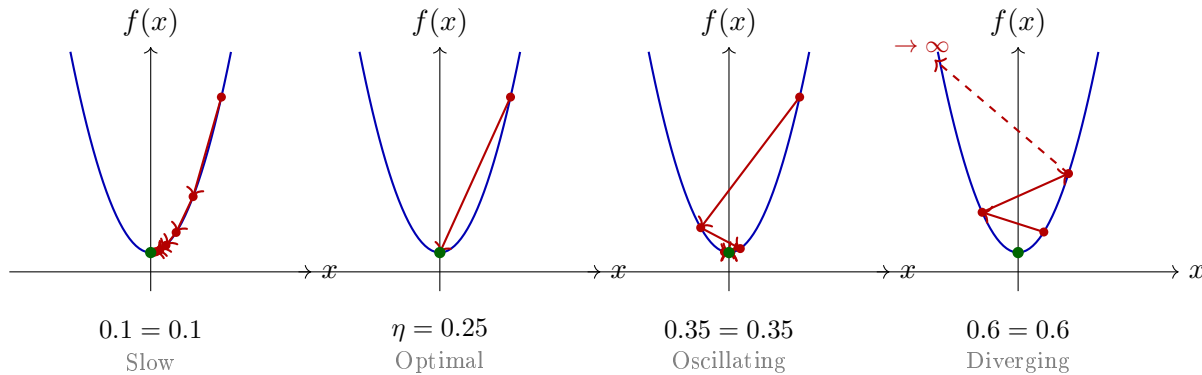 f(x) f(x) f(x) f(x)
→ ∞
x x x x
0.1 = 0.1 η = 0.25 0.35 = 0.35 0.6 = 0.6
Slow Optimal Oscillating Diverging